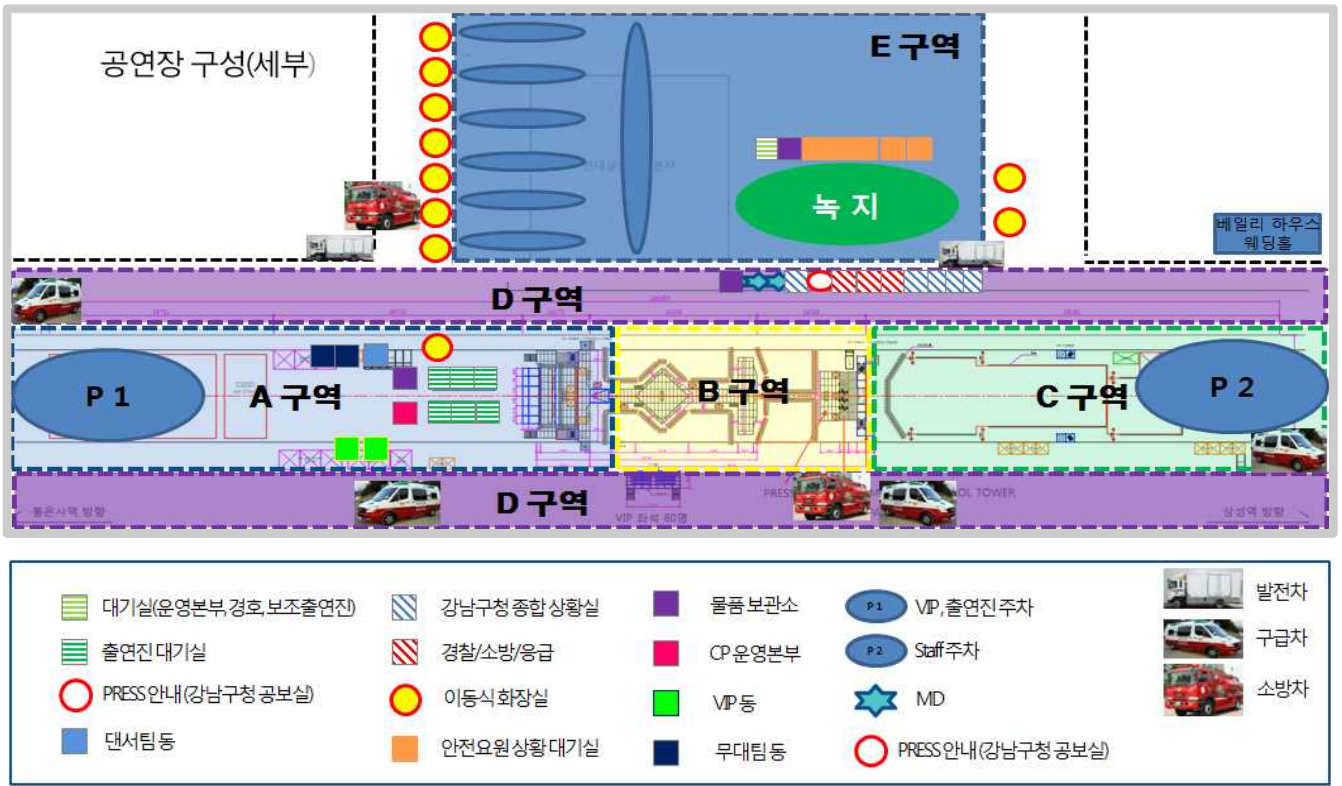 공연장 구성(세부)
E 구역
녹 지
베일리 하우스
웨딩홀
D 구역
P 1
A 구역
B 구역
C 구역
P 2
D 구역
PRESS
OL TOWER
봉은사역 방향
VIP 좌석 80명
삼성역 방향
대기실(운영본부, 경호, 보조출연진)
강남구청 종합 상황실
물품 보관소
P 1
VIP, 출연진 주차
발전차
출연진 대기실
경찰/소방/응급
CP 운영본부
P 2
Staff 주차
구급차
PRESS 안내 (강남구청 공보실)
이동식 화장실
VIP 동
MD
소방차
댄서팀 동
안전요원 상황 대기실
무대팀 동
PRESS 안내 (강남구청 공보실)